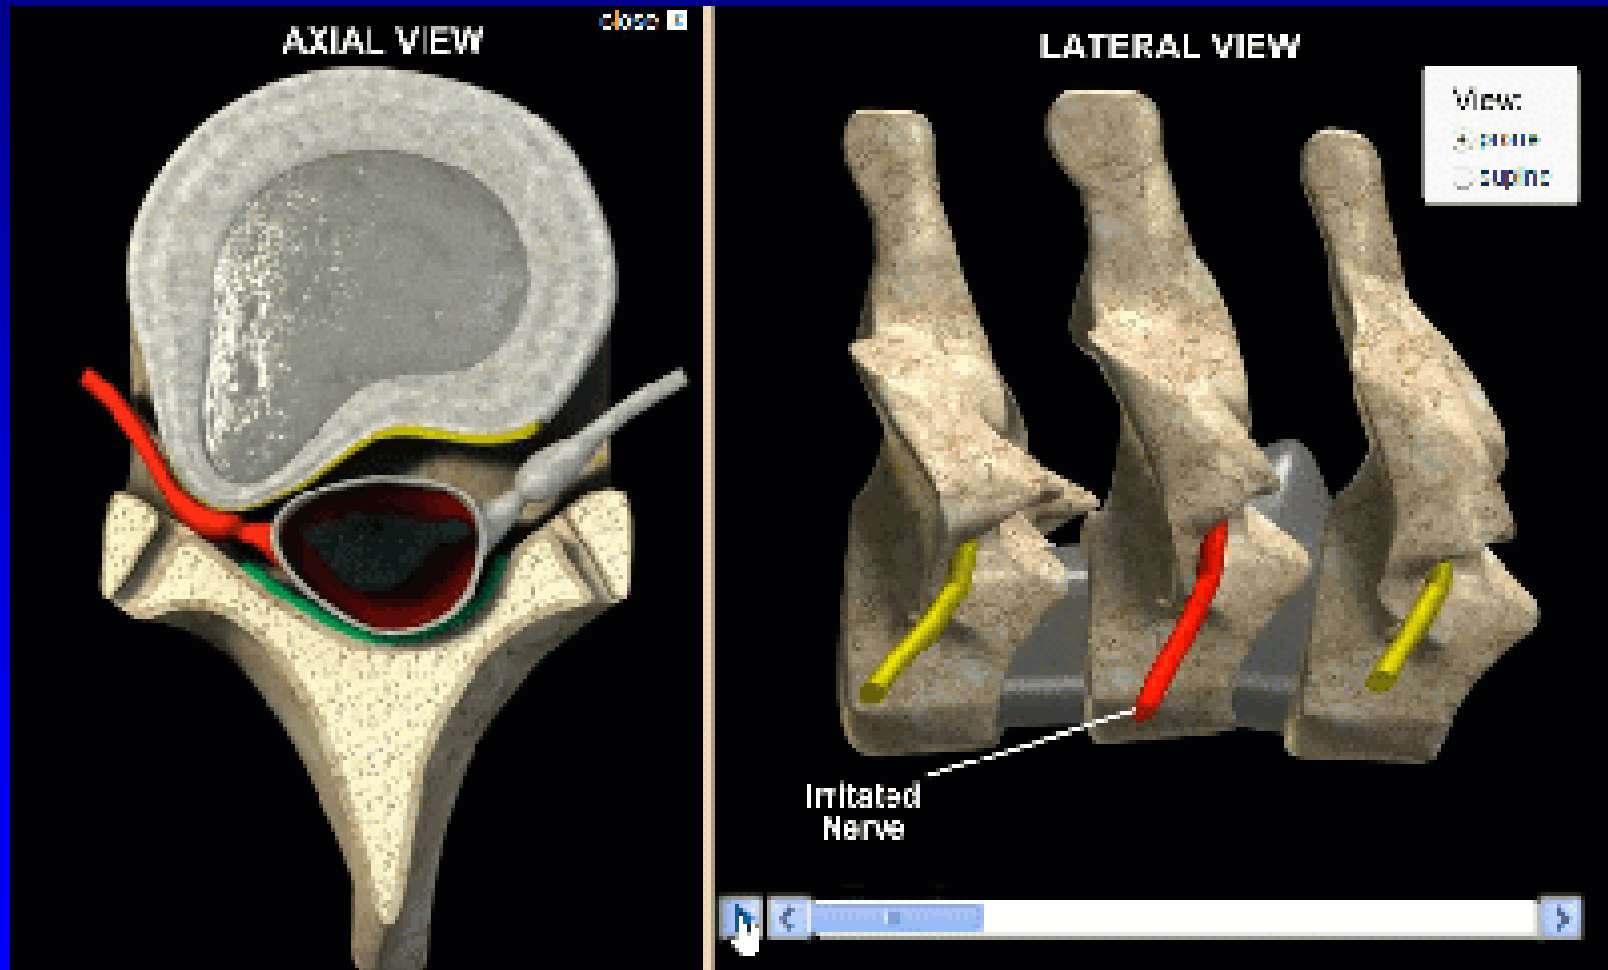 close
AXIAL VIEW
LATERAL VIEW
View:
prone
supine
Irritated
Nerve